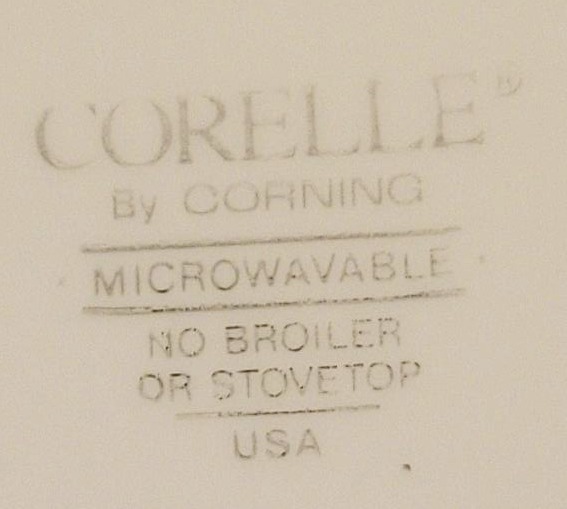 CORELLE®
By CORNING
MICROWAVABLE
NO BROILER
OR STOVETOP
USA